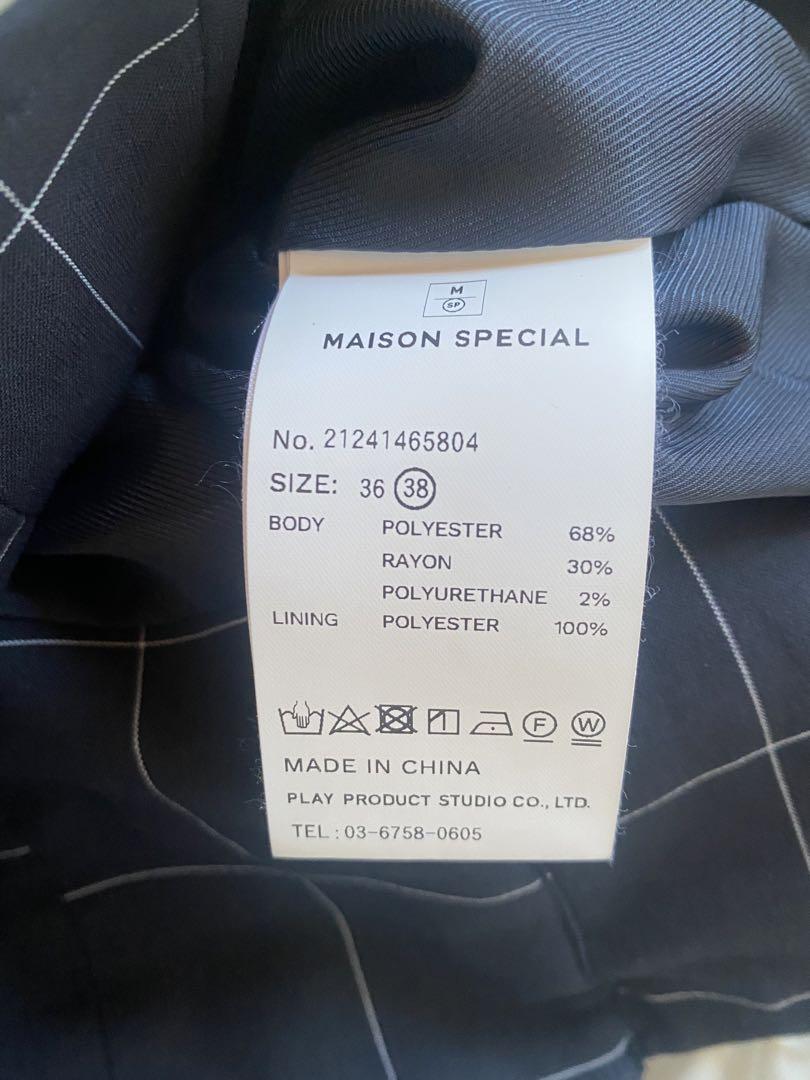 M
SP
MAISON SPECIAL
No. 21241465804
SIZE: 36 38
BODY POLYESTER 68%
RAYON 30%
POLYURETHANE 2%
LINING POLYESTER 100%
F W
MADE IN CHINA
PLAY PRODUCT STUDIO CO., LTD.
TEL : 03-6758-0605